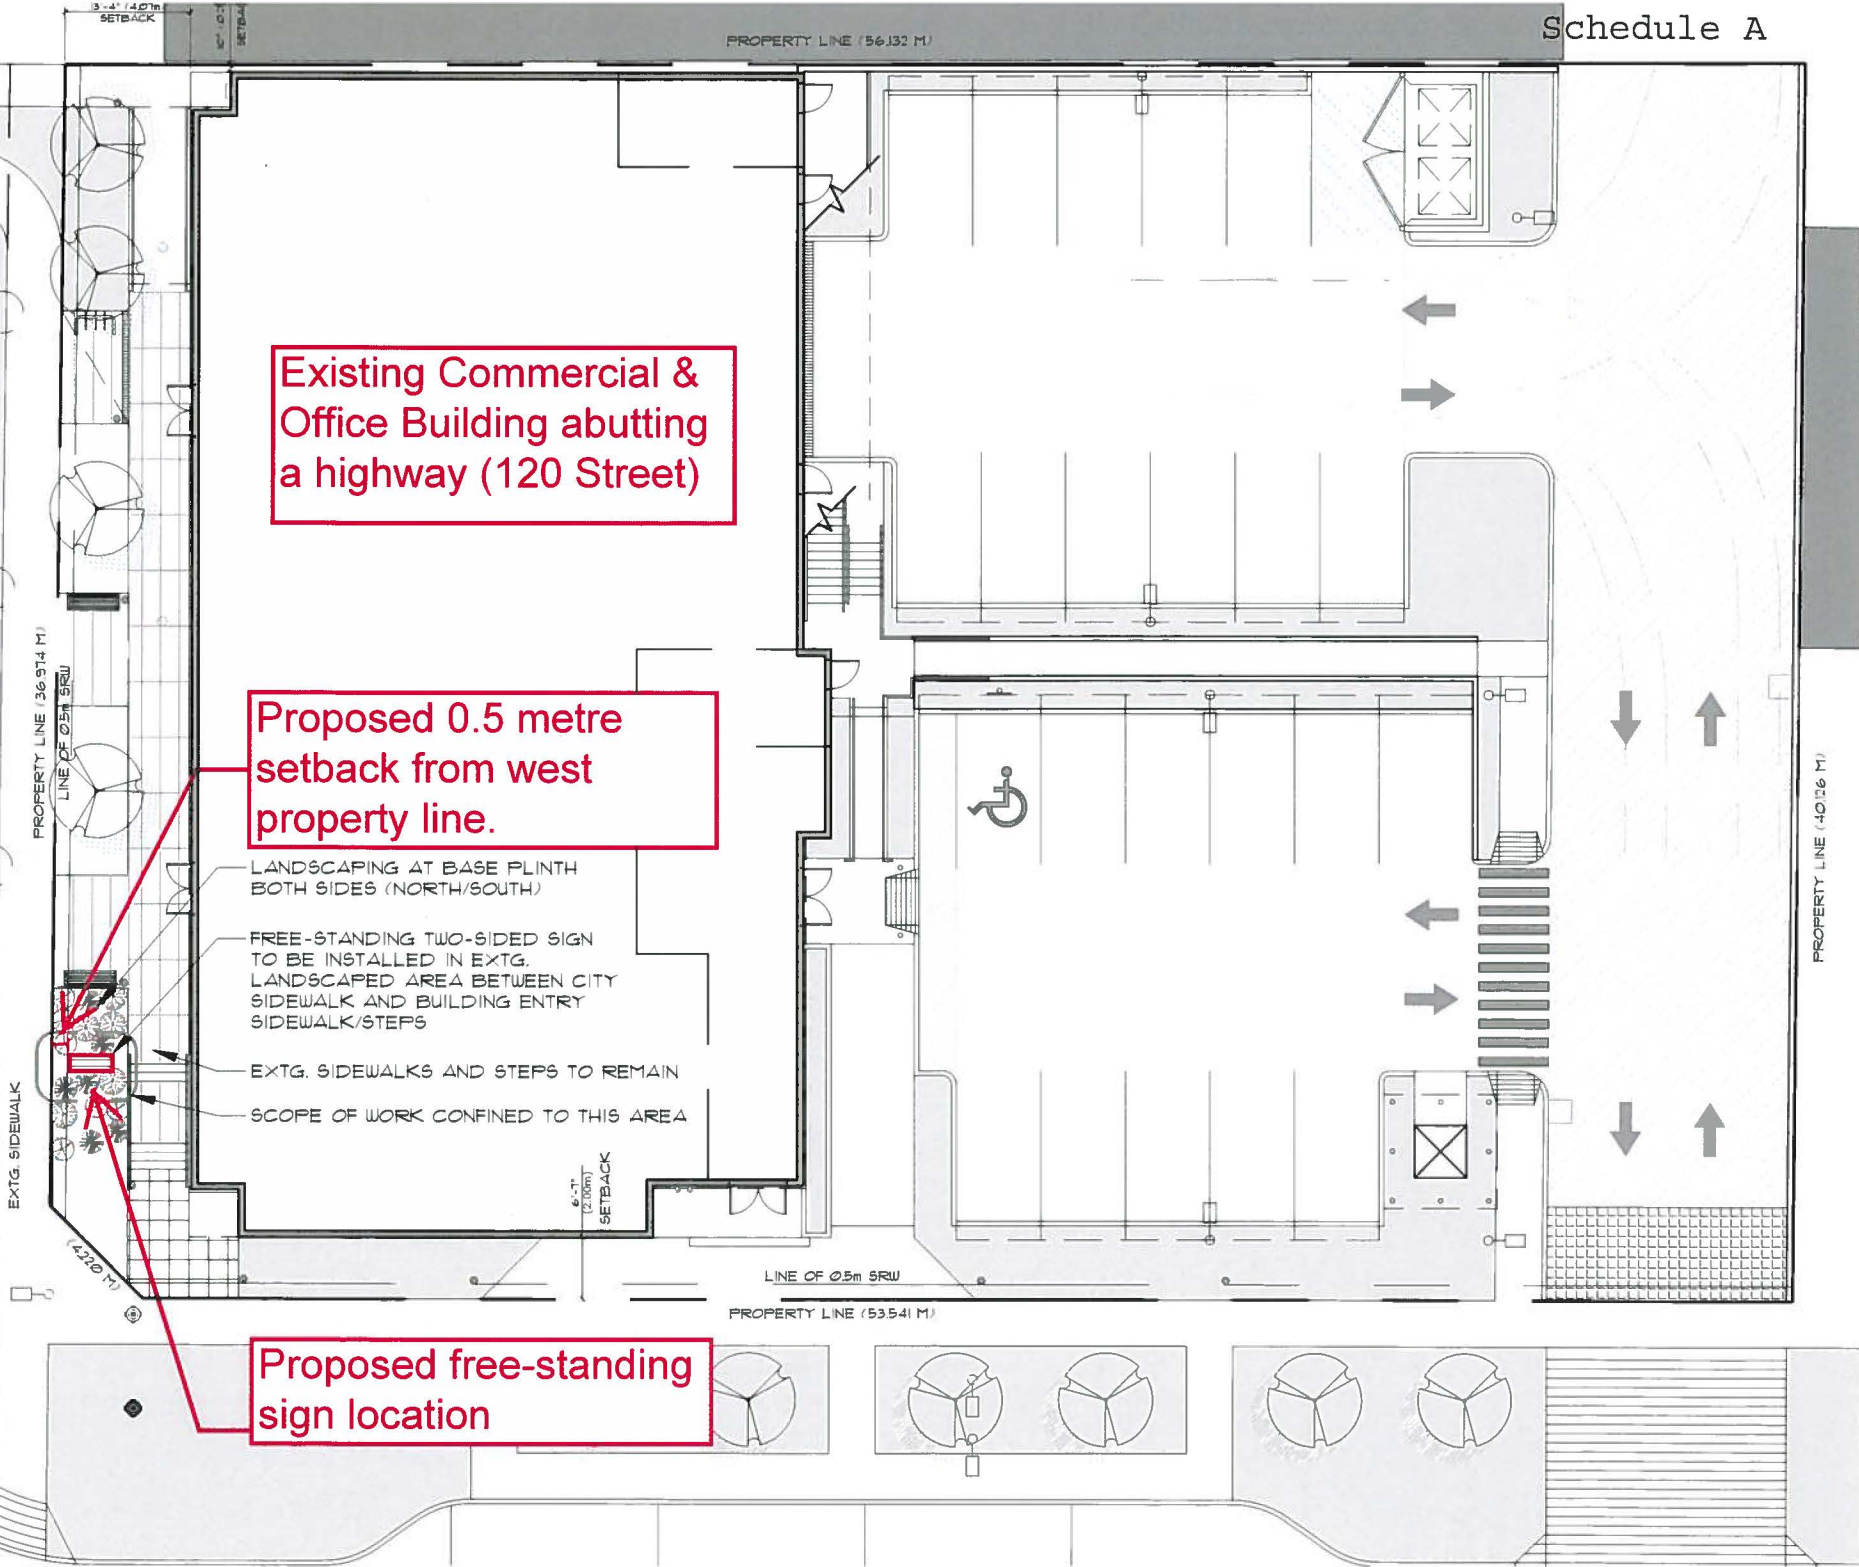 Schedule A
13'-4" (4.07m)
SETBACK
PROPERTY LINE (56.132 M)
Existing Commercial &
Office Building abutting
a highway (120 Street)
PROPERTY LINE (36.974 M)
LINE OF 0.5m SRW
Proposed 0.5 metre
setback from west
property line.
LANDSCAPING AT BASE PLINTH
BOTH SIDES (NORTH/SOUTH)
FREE-STANDING TWO-SIDED SIGN
TO BE INSTALLED IN EXTG.
LANDSCAPED AREA BETWEEN CITY
SIDEWALK AND BUILDING ENTRY
SIDEWALK/STEPS
EXTG. SIDEWALKS AND STEPS TO REMAIN
SCOPE OF WORK CONFINED TO THIS AREA
EXTG. SIDEWALK
PROPERTY LINE (40.126 M)
6'-7"
(2.00m)
SETBACK
(4.220 M)
LINE OF 0.5m SRW
PROPERTY LINE (53.541 M)
Proposed free-standing
sign location